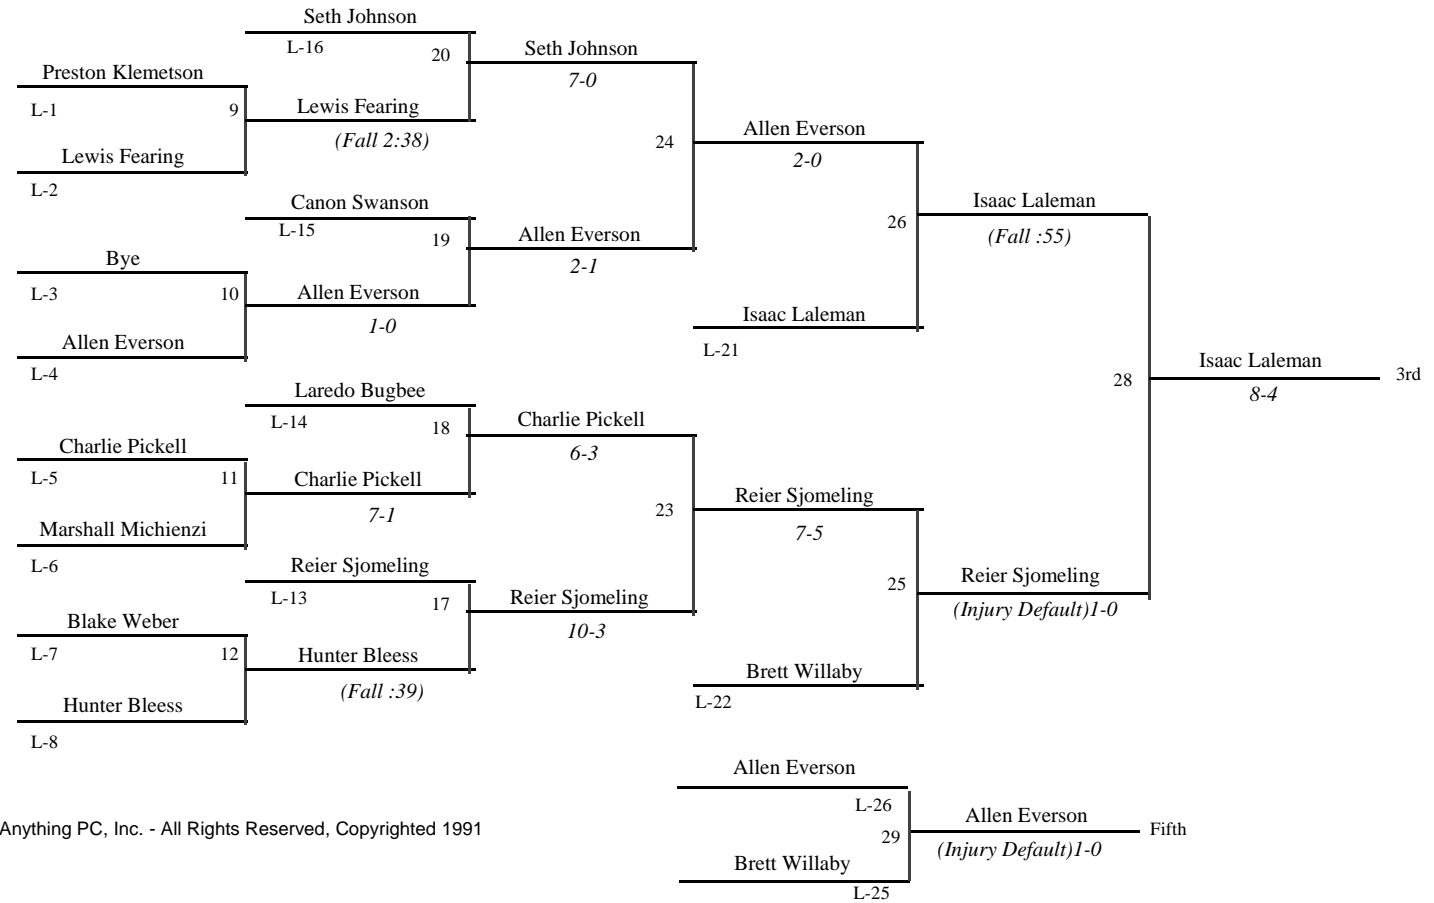 Seth Johnson
L-16
20
Seth Johnson
7-0
Preston Klemetson
L-1
9
Lewis Fearing
(Fall 2:38)
Lewis Fearing
L-2
24
Allen Everson
2-0
Canon Swanson
L-15
19
Allen Everson
2-1
Bye
L-3
10
Allen Everson
1-0
Allen Everson
L-4
26
Isaac Laleman
(Fall :55)
Isaac Laleman
L-21
Laredo Bugbee
L-14
18
Charlie Pickell
6-3
Charlie Pickell
L-5
11
Charlie Pickell
7-1
Marshall Michienzi
L-6
23
Reier Sjomeling
7-5
Reier Sjomeling
L-13
17
Reier Sjomeling
10-3
Blake Weber
L-7
12
Hunter Bleess
(Fall :39)
Hunter Bleess
L-8
25
Reier Sjomeling
(Injury Default)1-0
Brett Willaby
L-22
28
Isaac Laleman
8-4
3rd
Allen Everson
L-26
29
Allen Everson
(Injury Default)1-0
Fifth
Brett Willaby
L-25
Anything PC, Inc. - All Rights Reserved, Copyrighted 1991